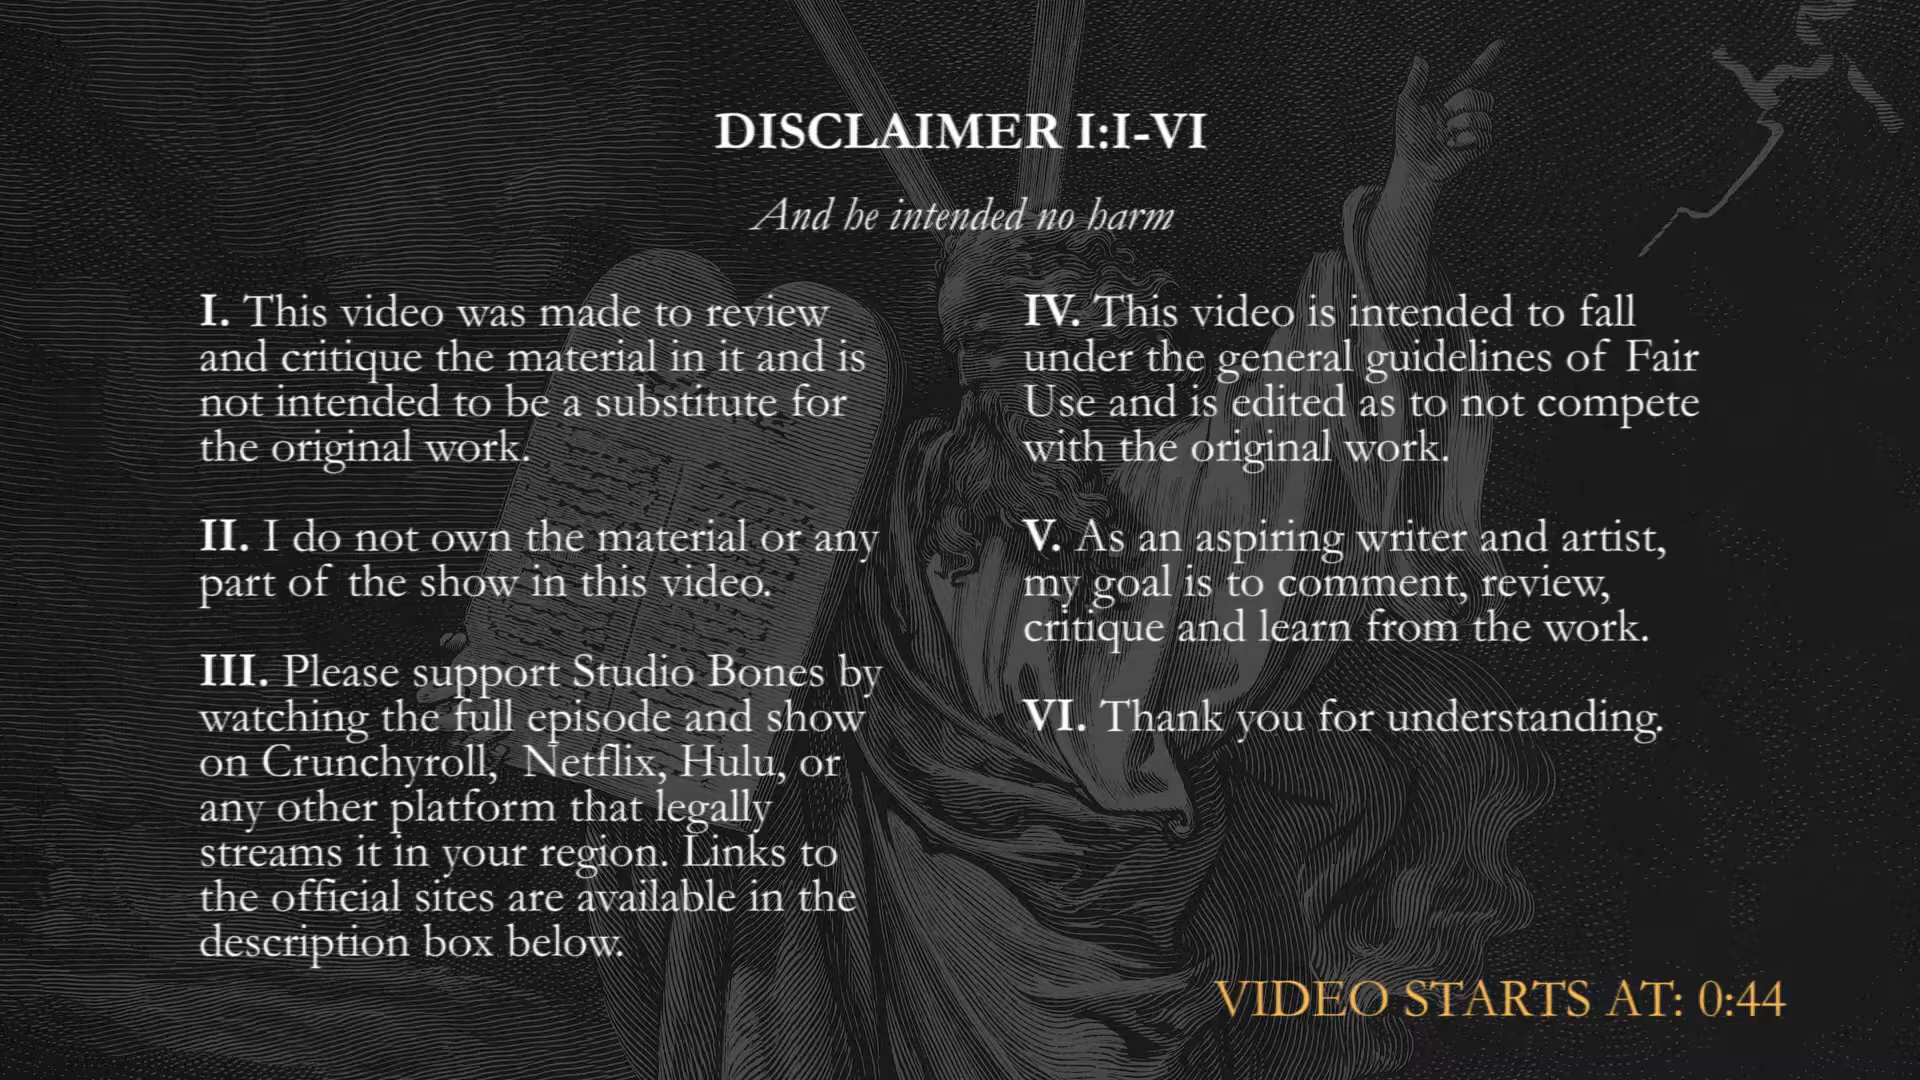 DISCLAIMER I:I-VI
And he intended no harm
I. This video was made to review
and critique the material in it and is
not intended to be a substitute for
the original work.
II. I do not own the material or any
part of the show in this video.
III. Please support Studio Bones by
watching the full episode and show
on Crunchyroll, Netflix, Hulu, or
any other platform that legally
streams it in your region. Links to
the official sites are available in the
description box below.
IV. This video is intended to fall
under the general guidelines of Fair
Use and is edited as to not compete
with the original work.
V. As an aspiring writer and artist,
my goal is to comment, review,
critique and learn from the work.
VI. Thank you for understanding.
VIDEO STARTS AT: 0:44